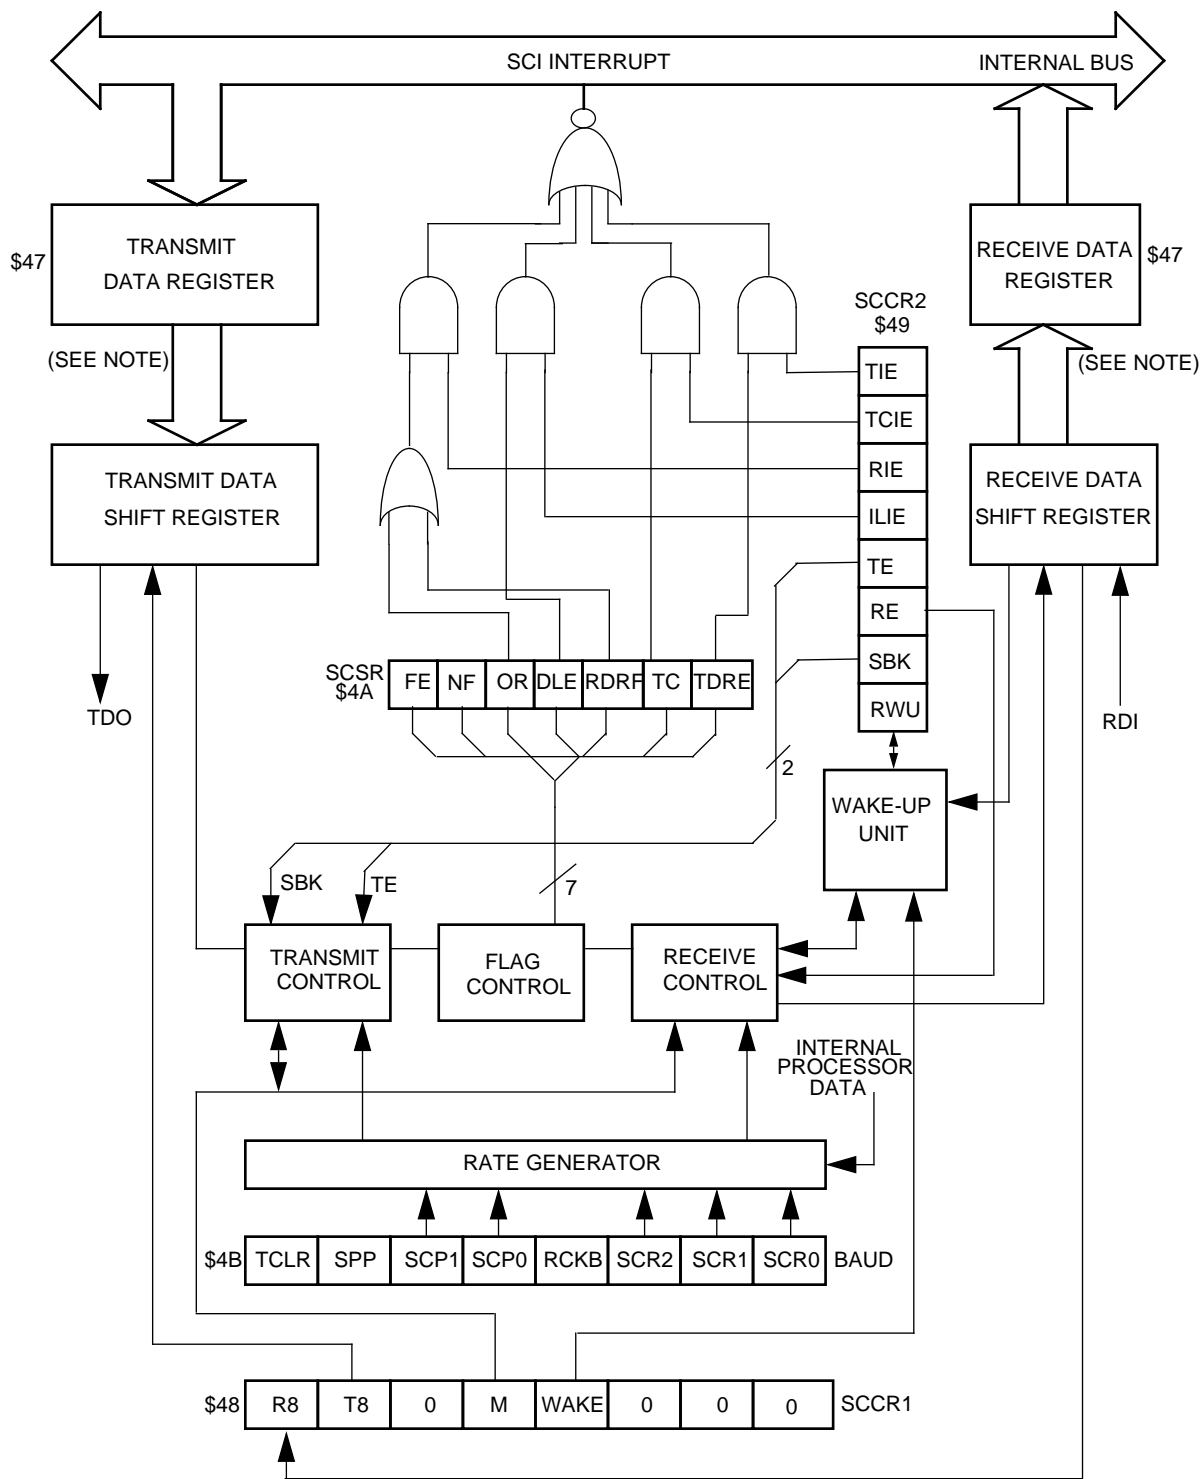 SCI INTERRUPT
INTERNAL BUS
$47
TRANSMIT
DATA REGISTER
RECEIVE DATA
REGISTER
$47
SCCR2
$49
(SEE NOTE)
(SEE NOTE)
TIE
TCIE
RIE
ILIE
TE
RE
SBK
RWU
TRANSMIT DATA
SHIFT REGISTER
RECEIVE DATA
SHIFT REGISTER
SCSR
$4A
FE NF OR DLE RDRF TC TDRE
TDO
RDI
2
WAKE-UP
UNIT
SBK
TE
7
TRANSMIT
CONTROL
FLAG
CONTROL
RECEIVE
CONTROL
INTERNAL
PROCESSOR
DATA
RATE GENERATOR
$4B TCLR SPP SCP1 SCP0 RCKB SCR2 SCR1 SCR0 BAUD
$48 R8 T8 0 M WAKE 0 0 0 SCCR1